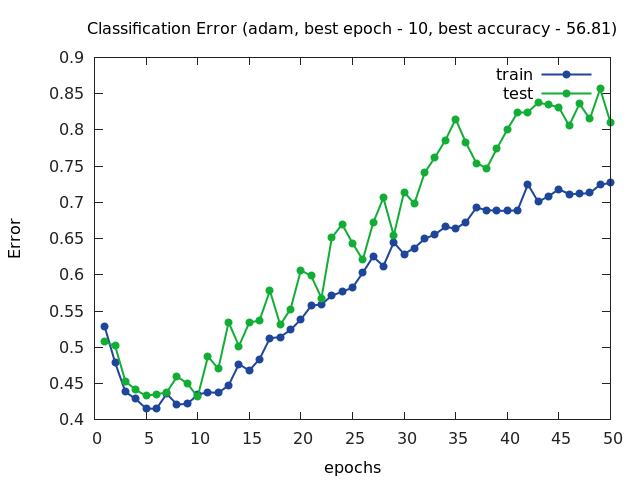 Classification Error (adam, best epoch - 10, best accuracy - 56.81)
0.9
0.85
0.8
0.75
0.7
0.65
0.6
0.55
0.5
0.45
0.4
Error
train
test
0 5 10 15 20 25 30 35 40 45 50
epochs